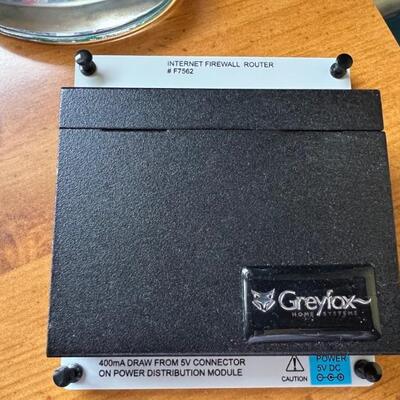 INTERNET FIREWALL ROUTER
# F7562
Greyfox
HOME SYSTEMS
400mA DRAW FROM 5V CONNECTOR
ON POWER DISTRIBUTION MODULE
CAUTION
POWER
5V DC